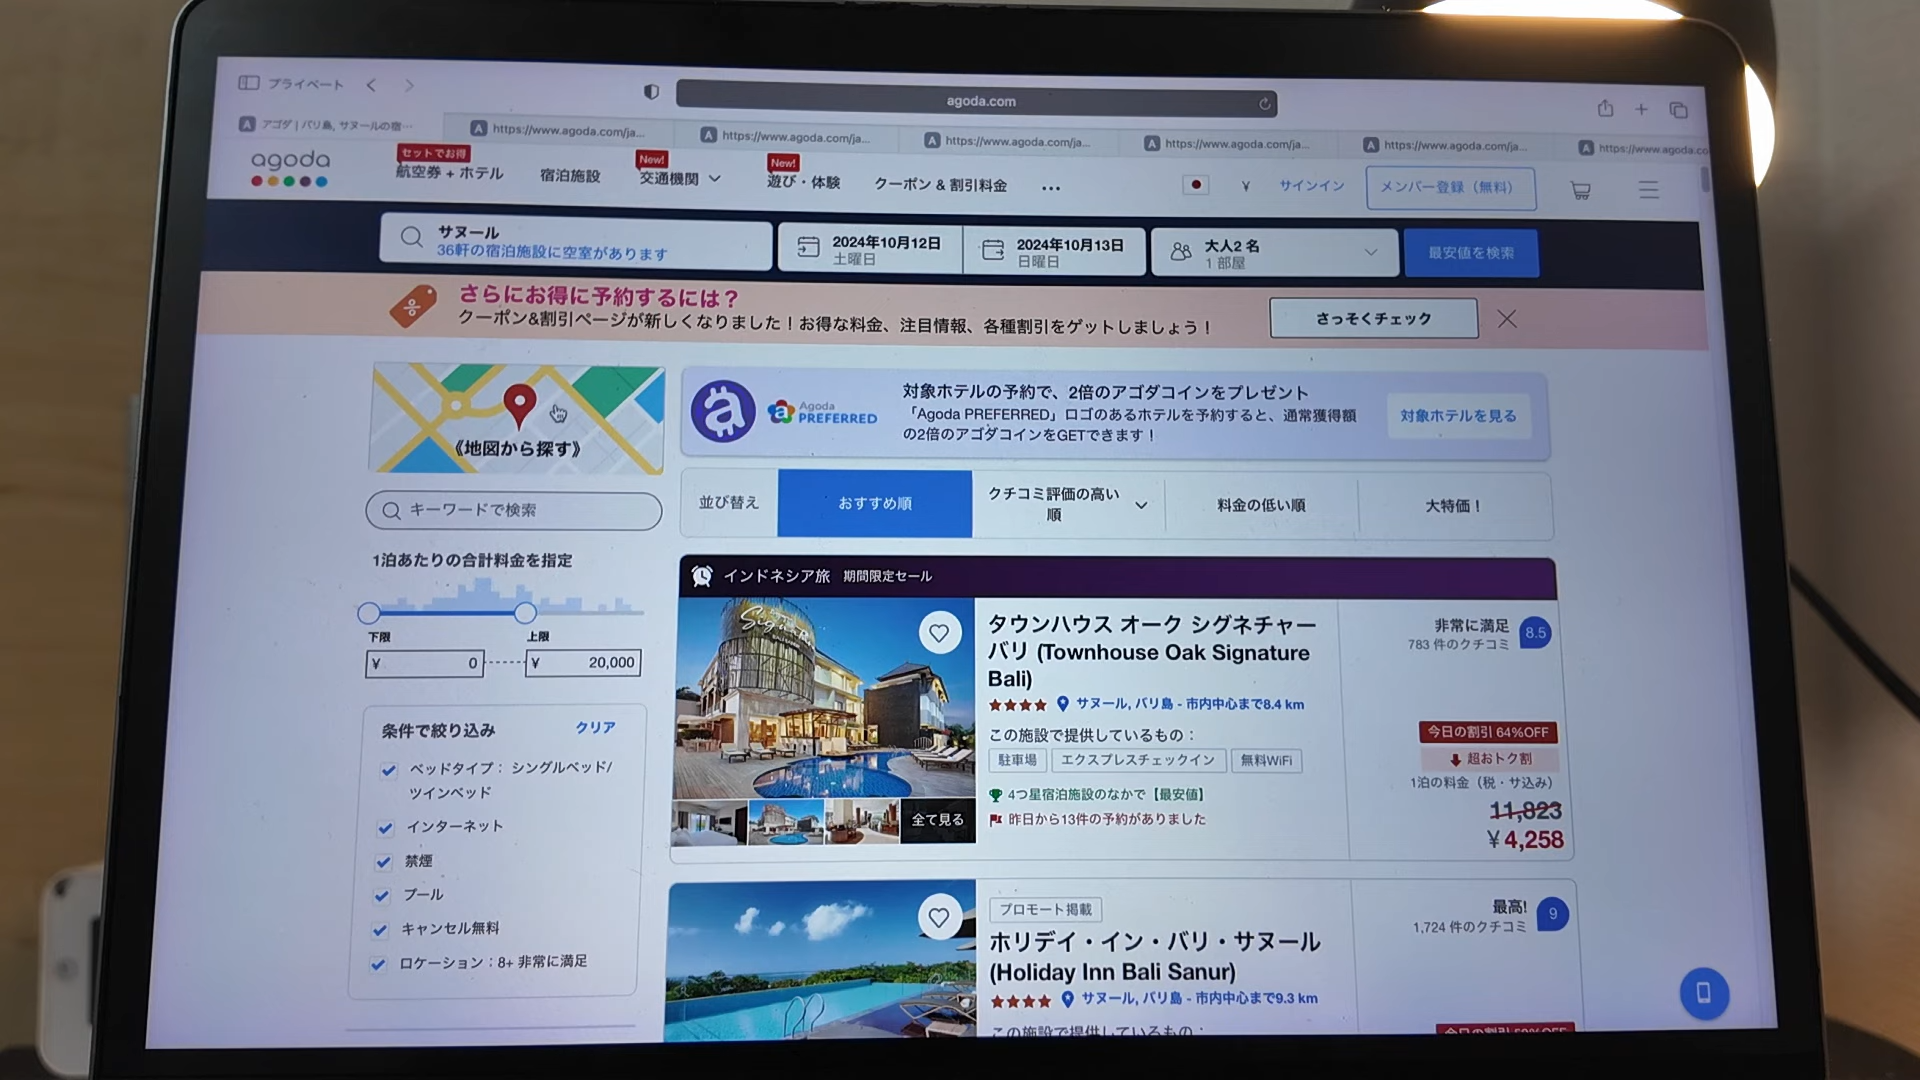 プライベート
agoda.com
アゴダ | バリ島, サヌールの宿…
https://www.agoda.com/ja...
https://www.agoda.com/ja...
https://www.agoda.com/ja...
https://www.agoda.com/ja...
https://www.agoda.com/ja...
https://www.agoda.co
agoda
セットでお得
航空券 + ホテル
宿泊施設
New!
交通機関
New!
遊び・体験
クーポン & 割引料金
•••
¥
サインイン
メンバー登録（無料）
サヌール
36軒の宿泊施設に空室があります
2024年10月12日
土曜日
2024年10月13日
日曜日
大人2 名
1 部屋
最安値を検索
さらにお得に予約するには？
クーポン&割引ページが新しくなりました！お得な料金、注目情報、各種割引をゲットしましょう！
さっそくチェック
《地図から探す》
Agoda
PREFERRED
対象ホテルの予約で、2倍のアゴダコインをプレゼント
「Agoda PREFERRED」ロゴのあるホテルを予約すると、通常獲得額
の2倍のアゴダコインをGETできます！
対象ホテルを見る
キーワードで検索
並び替え
おすすめ順
クチコミ評価の高い
順
料金の低い順
大特価！
1泊あたりの合計料金を指定
下限
上限
¥ 0
¥ 20,000
条件で絞り込み
クリア
ベッドタイプ： シングルベッド/
ツインベッド
インターネット
禁煙
プール
キャンセル無料
ロケーション：8+ 非常に満足
インドネシア旅 期間限定セール
タウンハウス オーク シグネチャー
バリ (Townhouse Oak Signature
Bali)
サヌール, バリ島 - 市内中心まで8.4 km
この施設で提供しているもの：
駐車場
エクスプレスチェックイン
無料WiFi
4つ星宿泊施設のなかで【最安値】
昨日から13件の予約がありました
全て見る
非常に満足
783 件のクチコミ
8.5
今日の割引 64%OFF
超おトク割
1泊の料金（税・サ込み）
11,823
¥ 4,258
プロモート掲載
ホリデイ・イン・バリ・サヌール
(Holiday Inn Bali Sanur)
サヌール, バリ島 - 市内中心まで9.3 km
この施設で提供しているもの：
最高!
1,724 件のクチコミ
9